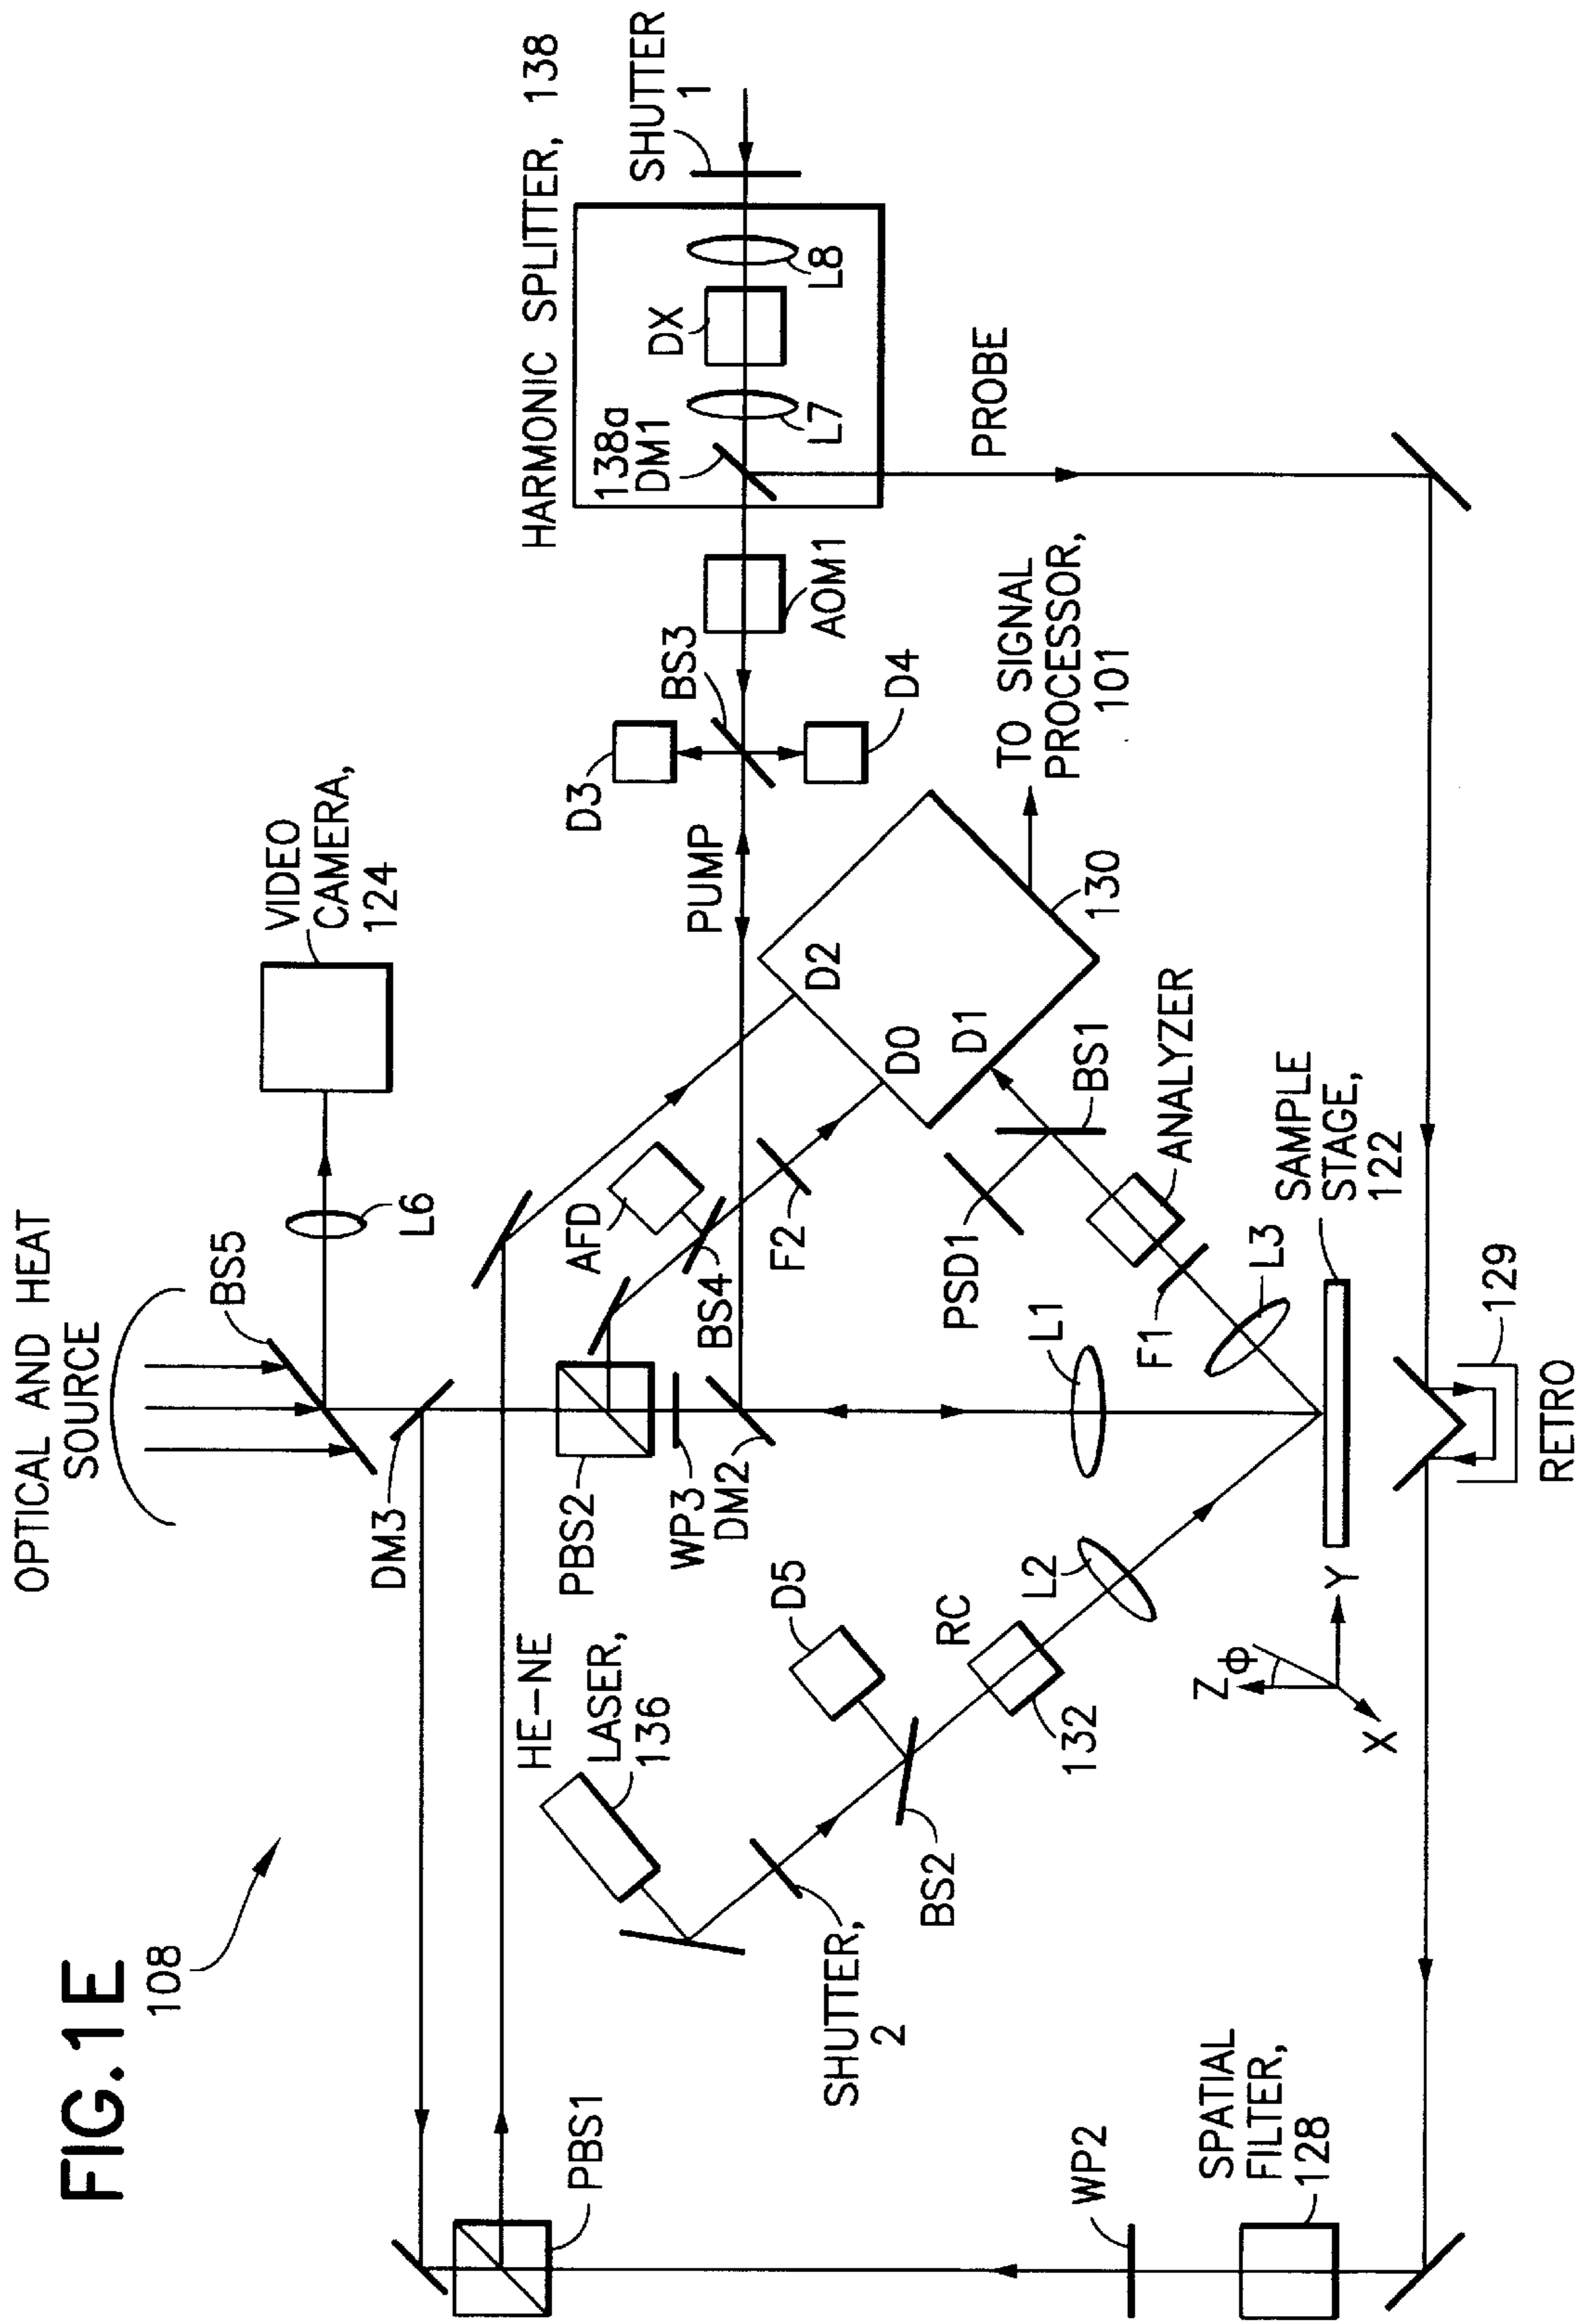 FIG.1E
108
OPTICAL AND HEAT
SOURCE
BS5
VIDEO
CAMERA,
124
L6
DM3
HE-NE
LASER,
136
PBS2
WP3
DM2
AFD
BS4
F2
PBS1
SHUTTER,
2
BS2
D5
RC
132
L2
L1
D2
D0
D1
130
TO SIGNAL
PROCESSOR,
101
PUMP
D3
BS3
D4
AOM1
HARMONIC SPLITTER, 138
138a
DM1
L7
DX
L8
SHUTTER
1
PROBE
PSD1
BS1
ANALYZER
F1
L3
SAMPLE
STAGE,
122
Z
Φ
Y
X
129
RETRO
WP2
SPATIAL
FILTER,
128